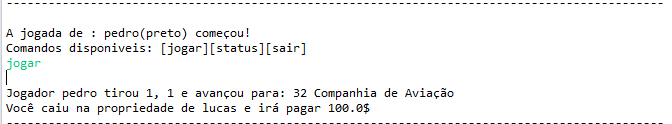 A jogada de : pedro(preto) começou!
Comandos disponiveis: [jogar][status][sair]
jogar
Jogador pedro tirou 1, 1 e avançou para: 32 Companhia de Aviação
Você caiu na propriedade de lucas e irá pagar 100.0$